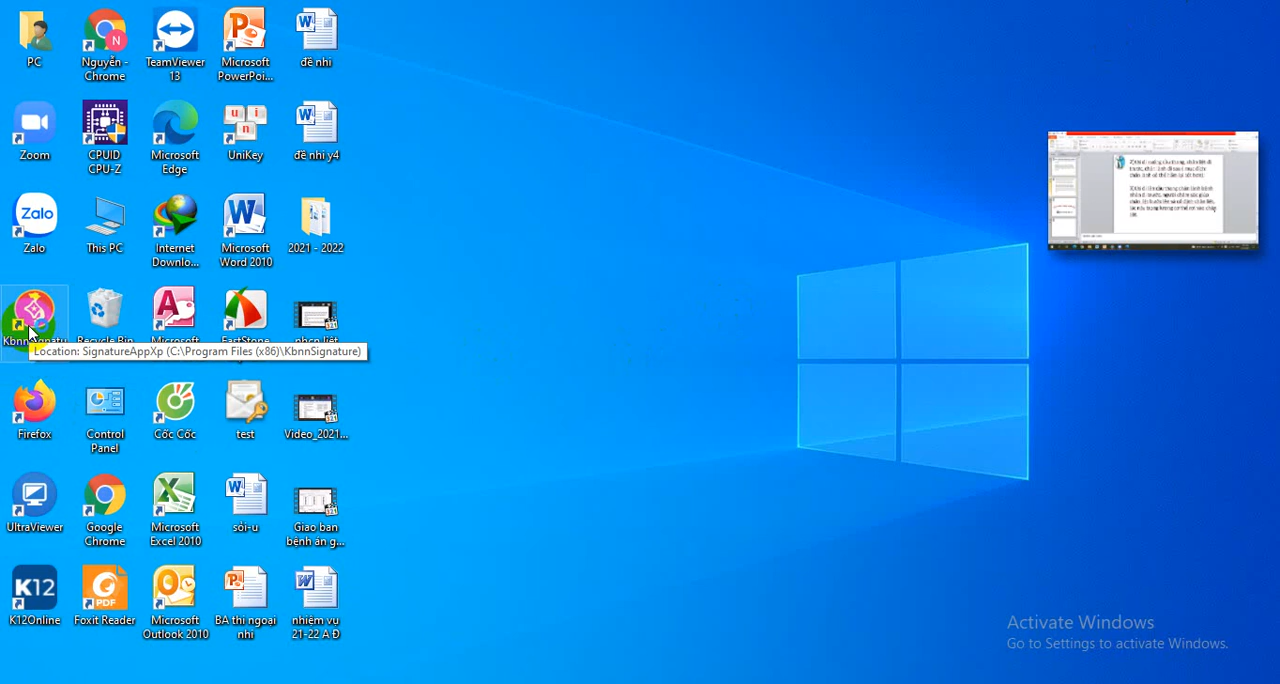 PC
Nguyễn -
Chrome
TeamViewer
13
Microsoft
PowerPoi...
đề nhi
Zoom
CPUID
CPU-Z
Microsoft
Edge
UniKey
đề nhi y4
Zalo
Zalo
This PC
Internet
Downlo...
Microsoft
Word 2010
2021 - 2022
Location: SignatureAppXp (C:\Program Files (x86)\KbnnSignature)
Firefox
Control
Panel
Cốc Cốc
test
Video_2021...
UltraViewer
Google
Chrome
Microsoft
Excel 2010
sỏi-u
Giao ban
bệnh án g...
K12
K12Online
Foxit Reader
Microsoft
Outlook 2010
BA thi ngoại
nhi
nhiệm vụ
21-22 A Đ
Activate Windows
Go to Settings to activate Windows.